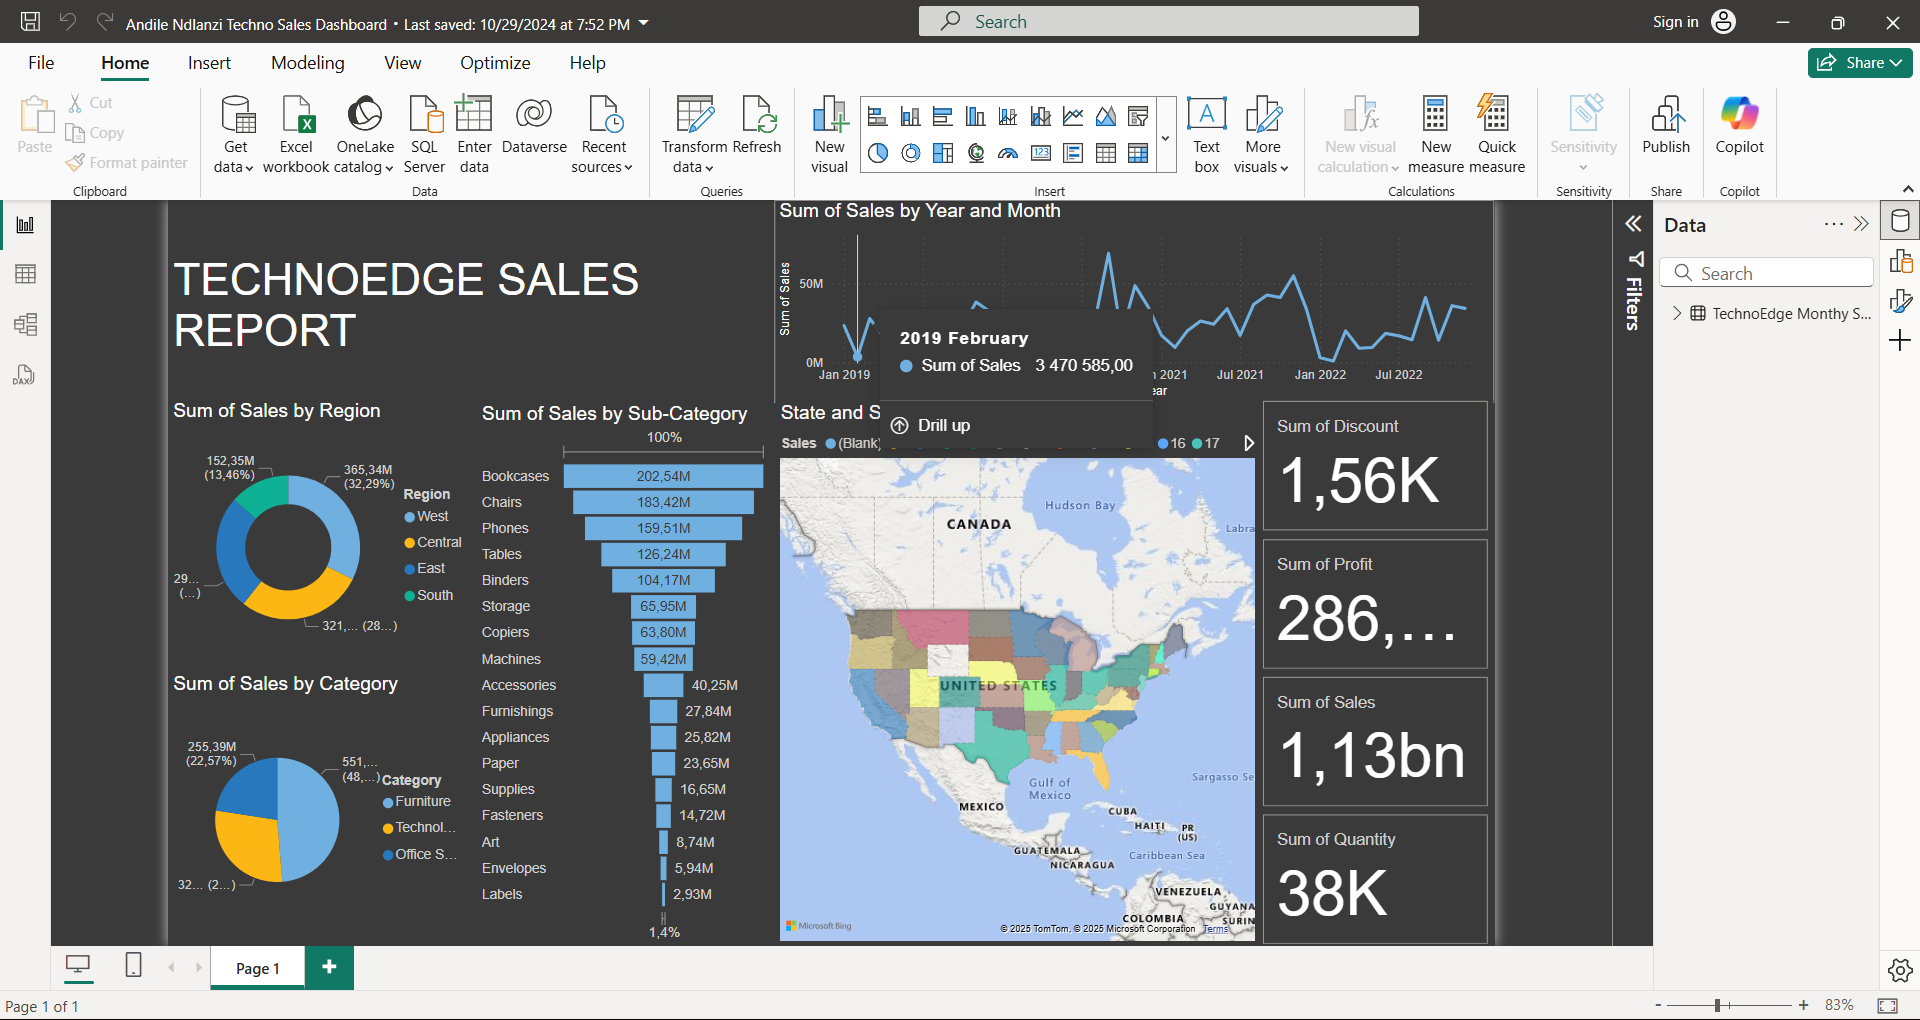 Andile Ndlanzi Techno Sales Dashboard • Last saved: 10/29/2024 at 7:52 PM
Search
Sign in
File
Home
Insert
Modeling
View
Optimize
Help
Share
Paste
Cut
Copy
Format painter
Clipboard
Get data
Excel workbook
OneLake catalog
SQL Server
Enter data
Dataverse
Recent sources
Data
Transform data
Refresh
Queries
New visual
Text box
More visuals
Insert
New visual calculation
New measure
Quick measure
Calculations
Sensitivity
Sensitivity
Publish
Share
Copilot
Copilot
TECHNOEDGE SALES
REPORT
Sum of Sales by Year and Month
Sum of Sales
50M
0M
Jan 2019
2021
Jul 2021
Jan 2022
Jul 2022
ear
2019 February
Sum of Sales 3 470 585,00
Drill up
Sum of Sales by Region
152,35M
(13,46%)
365,34M
(32,29%)
29...
(...)
321,... (28...)
Region
West
Central
East
South
Sum of Sales by Category
255,39M
(22,57%)
551,...
(48,...)
32... (2...)
Category
Furniture
Technol...
Office S...
Sum of Sales by Sub-Category
100%
Bookcases 202,54M
Chairs 183,42M
Phones 159,51M
Tables 126,24M
Binders 104,17M
Storage 65,95M
Copiers 63,80M
Machines 59,42M
Accessories 40,25M
Furnishings 27,84M
Appliances 25,82M
Paper 23,65M
Supplies 16,65M
Fasteners 14,72M
Art 8,74M
Envelopes 5,94M
Labels 2,93M
1,4%
State and S
Sales (Blank) 16 17
CANADA
Hudson Bay
Labra
UNITED STATES
Gulf of
Mexico
Sargasso Se
MEXICO
CUBA
HAITI
PR
(US)
GUATEMALA
Caribbean Sea
NICARAGUA
VENEZUELA
GUYANA
COLOMBIA
SURIN
Microsoft Bing
© 2025 TomTom, © 2025 Microsoft Corporation Terms
Sum of Discount
1,56K
Sum of Profit
286,...
Sum of Sales
1,13bn
Sum of Quantity
38K
Filters
Data
...
Search
TechnoEdge Monthy S...
DAX
Page 1
Page 1 of 1
- + 83%